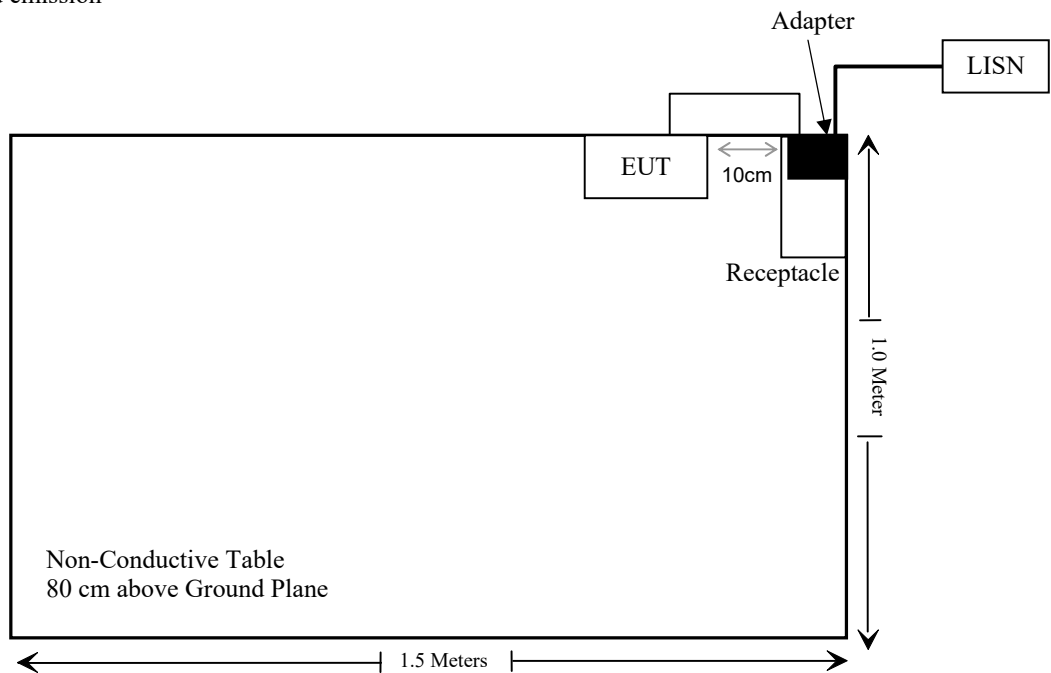 emission
Adapter
LISN
EUT
10cm
Receptacle
1.0 Meter
Non-Conductive Table
80 cm above Ground Plane
1.5 Meters